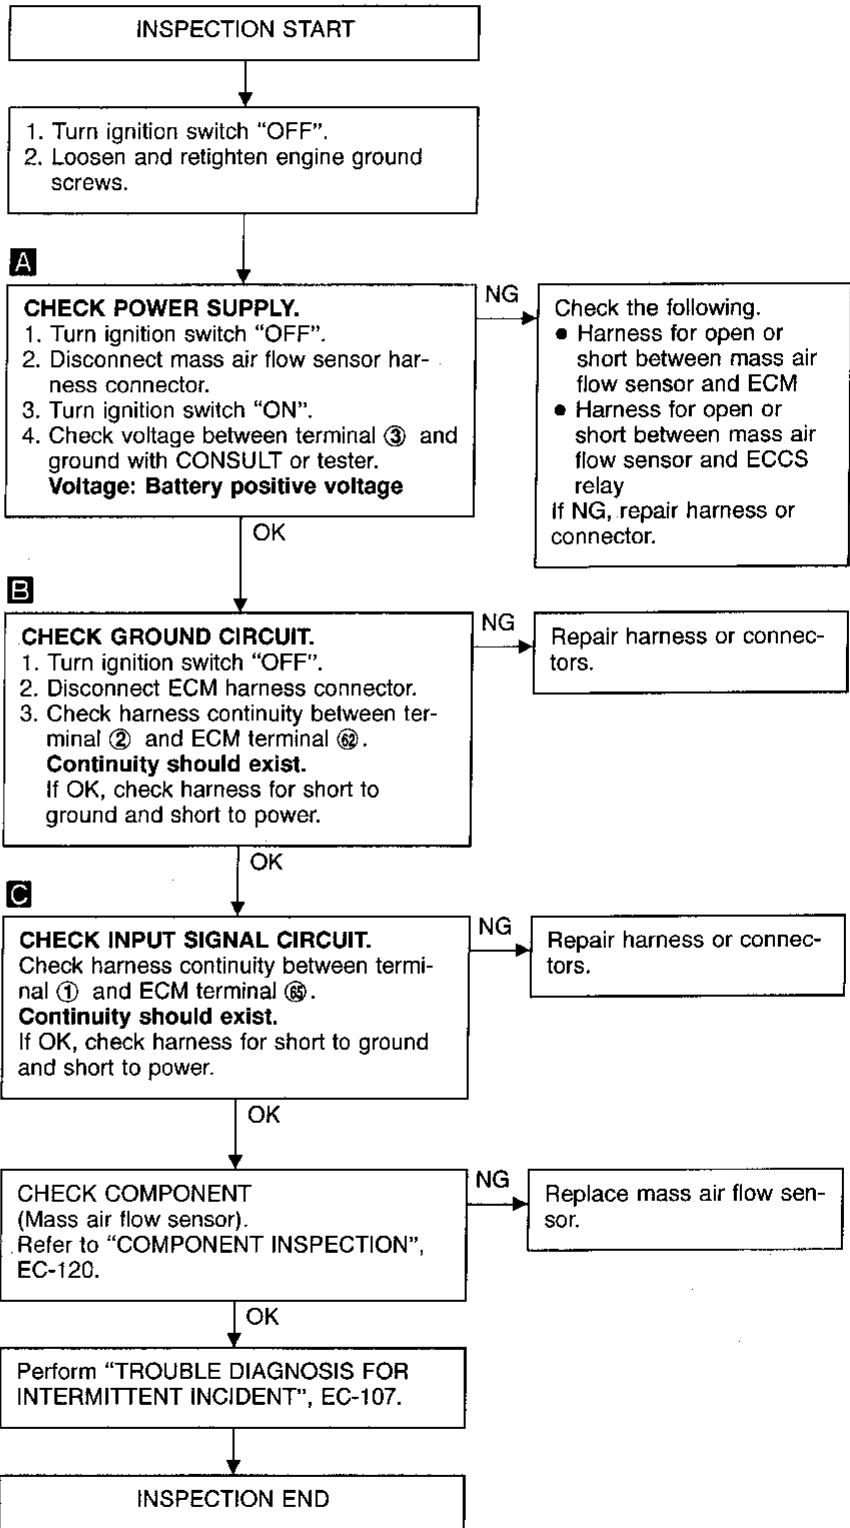 INSPECTION START
1. Turn ignition switch “OFF”.
2. Loosen and retighten engine ground
screws.
A
CHECK POWER SUPPLY.
1. Turn ignition switch “OFF”.
2. Disconnect mass air flow sensor har-
ness connector.
3. Turn ignition switch “ON”.
4. Check voltage between terminal ③ and
ground with CONSULT or tester.
Voltage: Battery positive voltage
NG
Check the following.
● Harness for open or
short between mass air
flow sensor and ECM
● Harness for open or
short between mass air
flow sensor and ECCS
relay
If NG, repair harness or
connector.
OK
B
CHECK GROUND CIRCUIT.
1. Turn ignition switch “OFF”.
2. Disconnect ECM harness connector.
3. Check harness continuity between ter-
minal ② and ECM terminal 62.
Continuity should exist.
If OK, check harness for short to
ground and short to power.
NG
Repair harness or connec-
tors.
OK
C
CHECK INPUT SIGNAL CIRCUIT.
Check harness continuity between termi-
nal ① and ECM terminal 65.
Continuity should exist.
If OK, check harness for short to ground
and short to power.
NG
Repair harness or connec-
tors.
OK
CHECK COMPONENT
(Mass air flow sensor).
Refer to “COMPONENT INSPECTION”,
EC-120.
NG
Replace mass air flow sen-
sor.
OK
Perform “TROUBLE DIAGNOSIS FOR
INTERMITTENT INCIDENT”, EC-107.
INSPECTION END